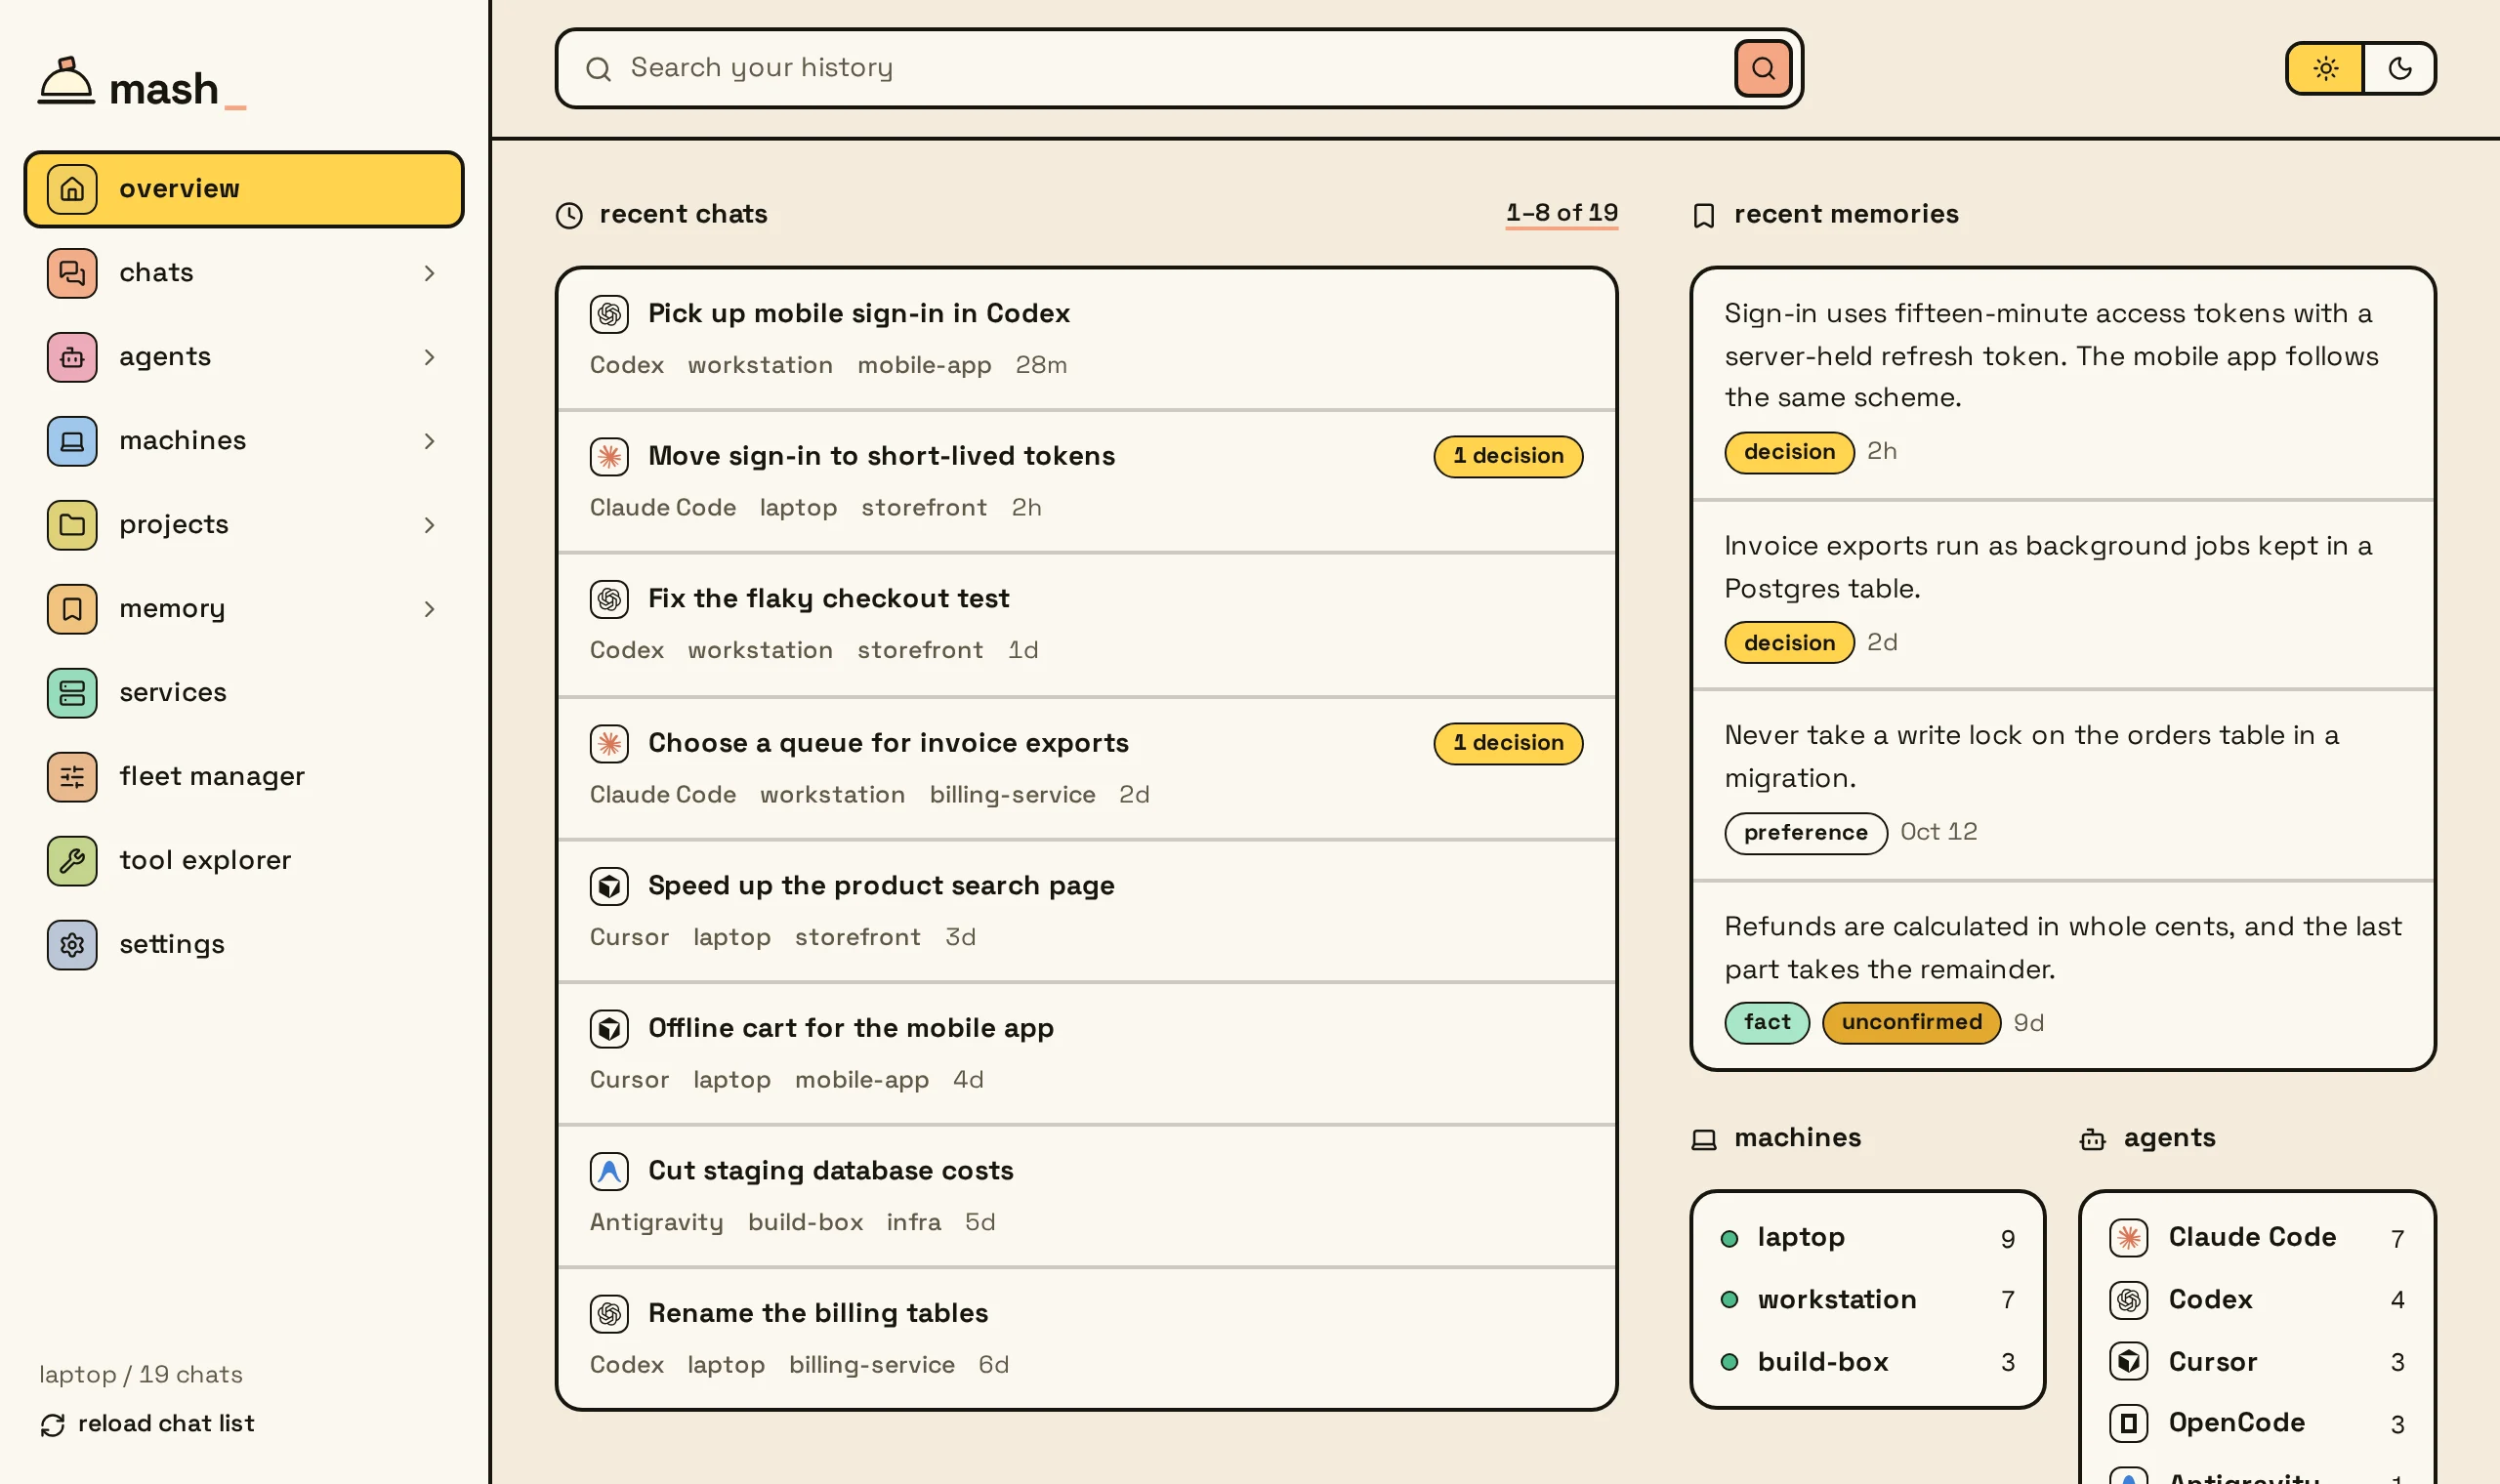 mash_
overview
chats
agents
machines
projects
memory
services
fleet manager
tool explorer
settings
laptop / 19 chats
reload chat list
Search your history
recent chats
1–8 of 19
Pick up mobile sign-in in Codex
Codex workstation mobile-app 28m
Move sign-in to short-lived tokens
1 decision
Claude Code laptop storefront 2h
Fix the flaky checkout test
Codex workstation storefront 1d
Choose a queue for invoice exports
1 decision
Claude Code workstation billing-service 2d
Speed up the product search page
Cursor laptop storefront 3d
Offline cart for the mobile app
Cursor laptop mobile-app 4d
Cut staging database costs
Antigravity build-box infra 5d
Rename the billing tables
Codex laptop billing-service 6d
recent memories
Sign-in uses fifteen-minute access tokens with a
server-held refresh token. The mobile app follows
the same scheme.
decision 2h
Invoice exports run as background jobs kept in a
Postgres table.
decision 2d
Never take a write lock on the orders table in a
migration.
preference Oct 12
Refunds are calculated in whole cents, and the last
part takes the remainder.
fact unconfirmed 9d
machines
laptop 9
workstation 7
build-box 3
agents
Claude Code 7
Codex 4
Cursor 3
OpenCode 3
Antigravity 1